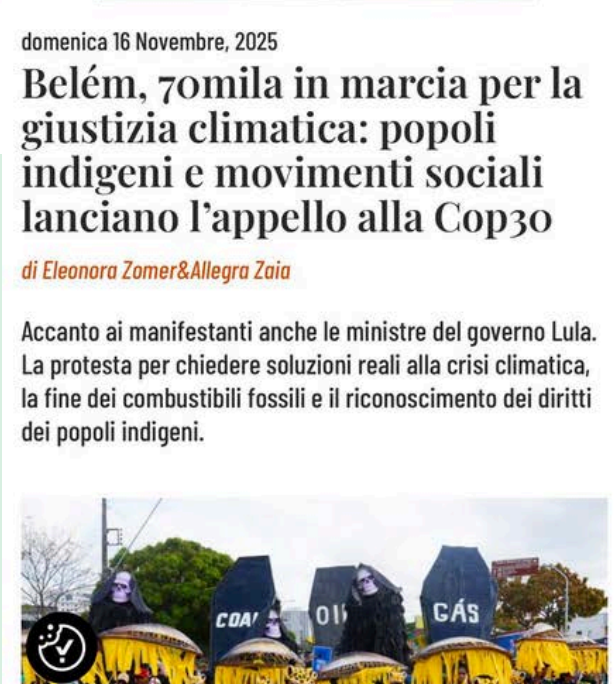 domenica 16 Novembre, 2025
Belém, 70mila in marcia per la
giustizia climatica: popoli
indigeni e movimenti sociali
lanciano l’appello alla Cop30
di Eleonora Zomer&Allegra Zaia
Accanto ai manifestanti anche le ministre del governo Lula.
La protesta per chiedere soluzioni reali alla crisi climatica,
la fine dei combustibili fossili e il riconoscimento dei diritti
dei popoli indigeni.
COA
OI
GÁS